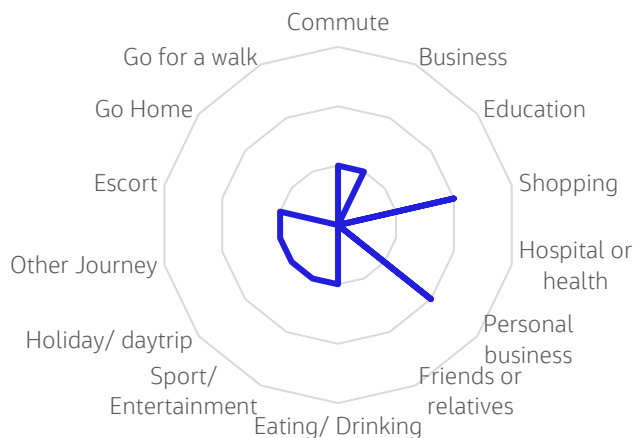 Commute
Business
Education
Shopping
Hospital or
health
Personal
business
Friends or
relatives
Eating/ Drinking
Sport/
Entertainment
Holiday/ daytrip
Other Journey
Escort
Go Home
Go for a walk